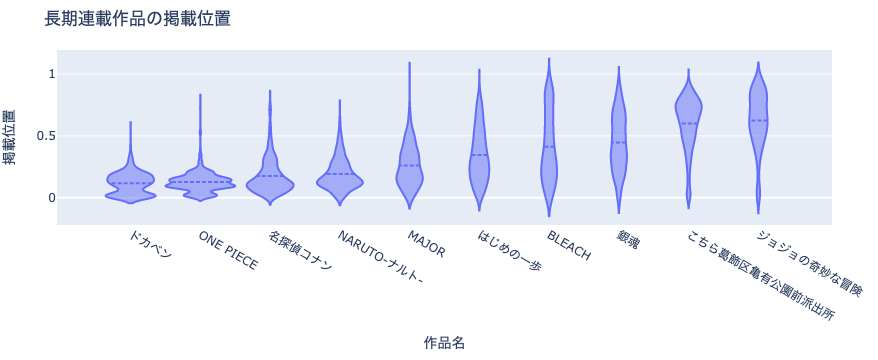 長期連載作品の掲載位置
掲載位置
1
0.5
0
ドカベン
ONE PIECE
名探偵コナン
NARUTO-ナルト-
MAJOR
はじめの一歩
BLEACH
銀魂
こちら葛飾区亀有公園前派出所
ジョジョの奇妙な冒険
作品名